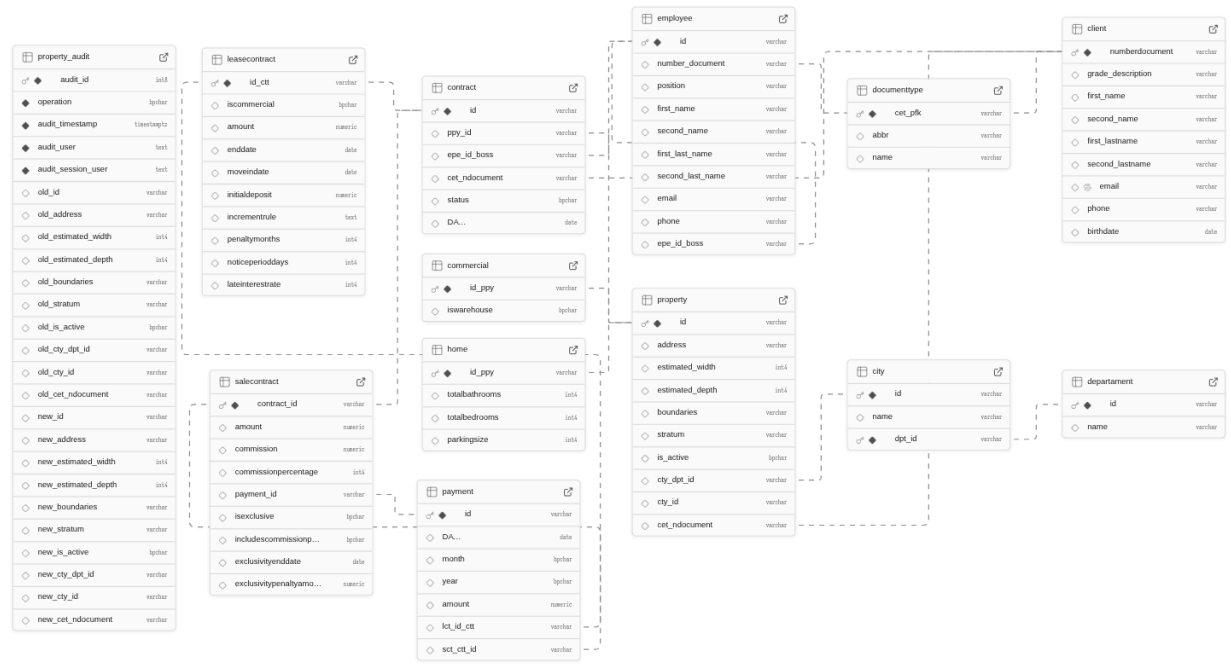 property_audit
audit_id int8
operation bpchar
audit_timestamp timestamptz
audit_user text
audit_session_user text
old_id varchar
old_address varchar
old_estimated_width int4
old_estimated_depth int4
old_boundaries varchar
old_stratum varchar
old_is_active bpchar
old_cty_dpt_id varchar
old_cty_id varchar
old_cet_ndocument varchar
new_id varchar
new_address varchar
new_estimated_width int4
new_estimated_depth int4
new_boundaries varchar
new_stratum varchar
new_is_active bpchar
new_cty_dpt_id varchar
new_cty_id varchar
new_cet_ndocument varchar
leasecontract
id_ctt varchar
iscommercial bpchar
amount numeric
enddate date
moveindate date
initialdeposit numeric
incrementrule text
penaltymonths int4
noticeperioddays int4
lateinterestrate int4
salecontract
contract_id varchar
amount numeric
commission numeric
commissionpercentage int4
payment_id varchar
isexclusive bpchar
includescommissionp... bpchar
exclusivityenddate date
exclusivitypenaltyamo... numeric
contract
id varchar
ppy_id varchar
epe_id_boss varchar
cet_ndocument varchar
status bpchar
DA... date
commercial
id_ppy varchar
iswarehouse bpchar
home
id_ppy varchar
totalbathrooms int4
totalbedrooms int4
parkingsize int4
payment
id varchar
DA... date
month bpchar
year bpchar
amount numeric
lct_id_ctt varchar
sct_ctt_id varchar
employee
id varchar
number_document varchar
position varchar
first_name varchar
second_name varchar
first_last_name varchar
second_last_name varchar
email varchar
phone varchar
epe_id_boss varchar
property
id varchar
address varchar
estimated_width int4
estimated_depth int4
boundaries varchar
stratum varchar
is_active bpchar
cty_dpt_id varchar
cty_id varchar
cet_ndocument varchar
documenttype
cet_pfk varchar
abbr varchar
name varchar
city
id varchar
name varchar
dpt_id varchar
client
numberdocument varchar
grade_description varchar
first_name varchar
second_name varchar
first_lastname varchar
second_lastname varchar
email varchar
phone varchar
birthdate date
departament
id varchar
name varchar